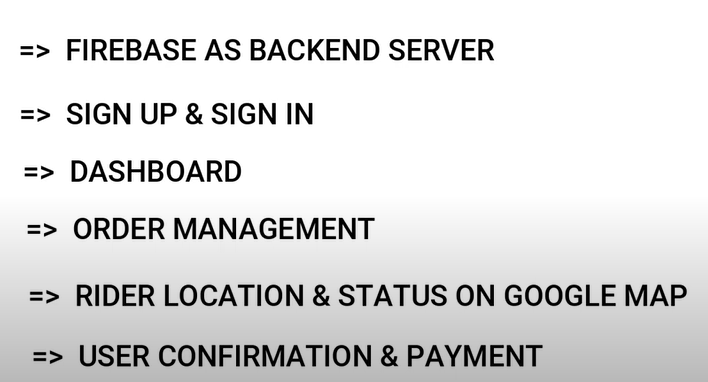 => FIREBASE AS BACKEND SERVER
=> SIGN UP & SIGN IN
=> DASHBOARD
=> ORDER MANAGEMENT
=> RIDER LOCATION & STATUS ON GOOGLE MAP
=> USER CONFIRMATION & PAYMENT